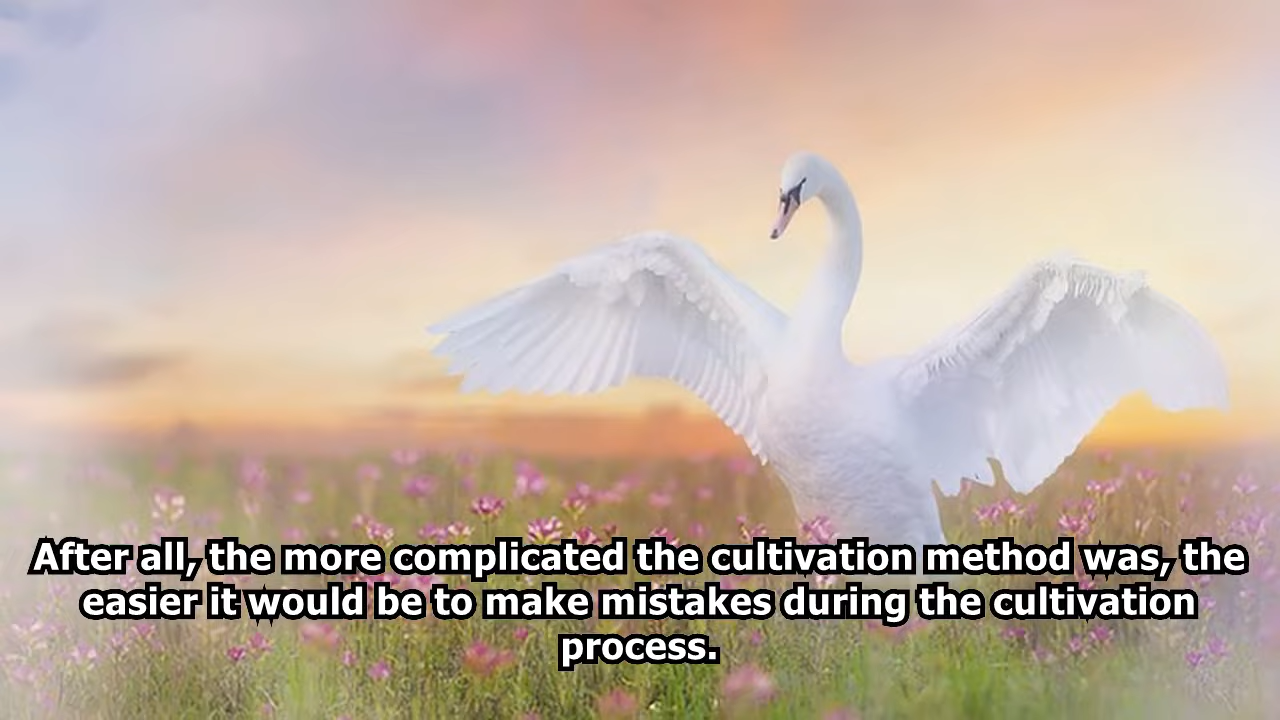 After all, the more complicated the cultivation method was, the
easier it would be to make mistakes during the cultivation
process.